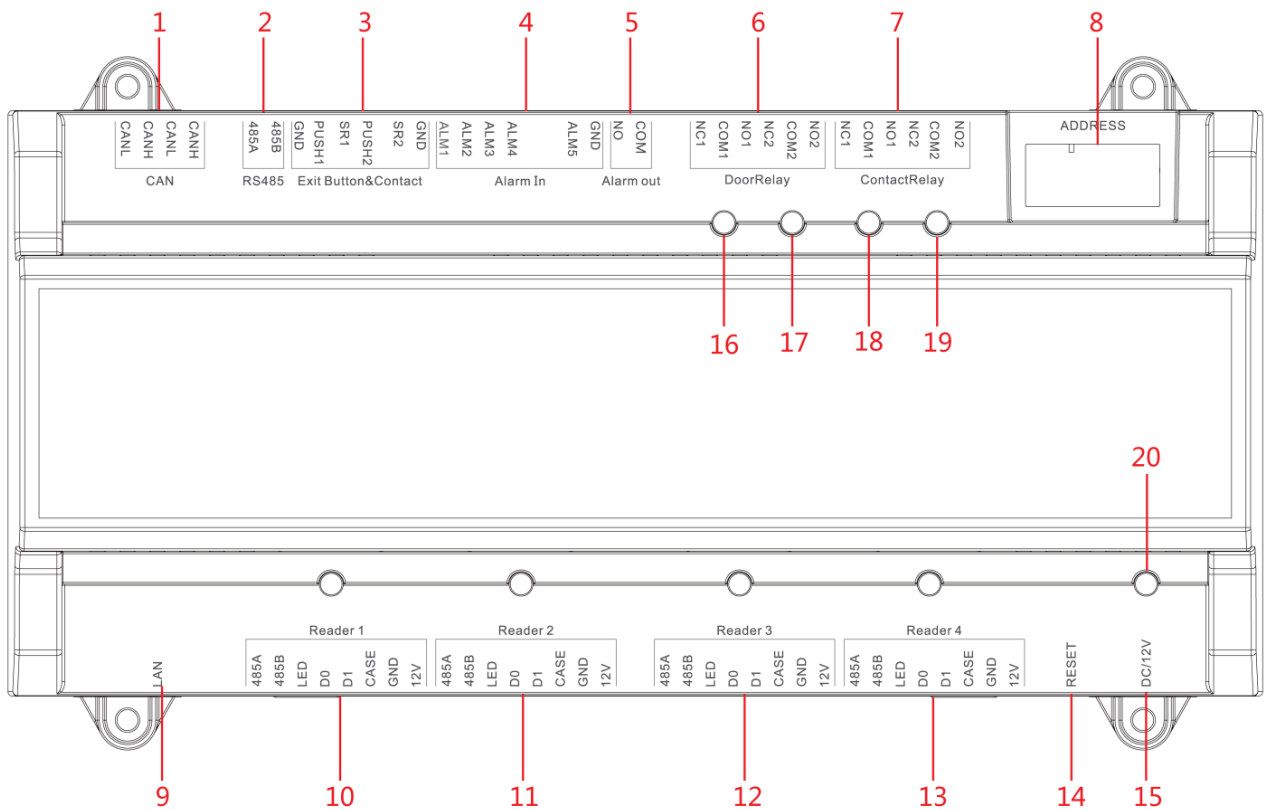 1 2 3 4 5 6 7 8
CANL CANH CANL CANH 485A 485B GND PUSH1 SR1 PUSH2 SR2 GND ALM1 ALM2 ALM3 ALM4 ALM5 GND NO COM NC1 COM1 NO1 NC2 COM2 NO2 NC1 COM1 NO1 NC2 COM2 NO2 ADDRESS
CAN RS485 Exit Button&Contact Alarm In Alarm out DoorRelay ContactRelay
16 17 18 19
20
Reader 1 Reader 2 Reader 3 Reader 4
LAN 485A 485B LED D0 D1 CASE GND 12V 485A 485B LED D0 D1 CASE GND 12V 485A 485B LED D0 D1 CASE GND 12V 485A 485B LED D0 D1 CASE GND 12V RESET DC/12V
9 10 11 12 13 14 15